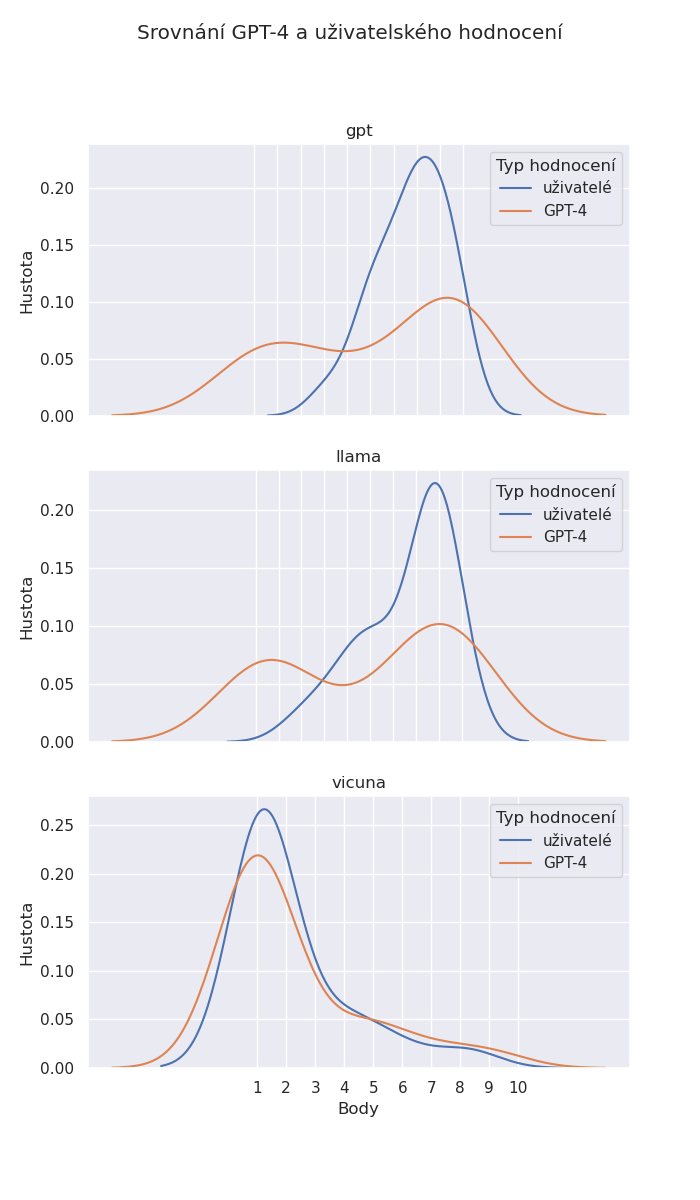 Srovnání GPT-4 a uživatelského hodnocení
gpt
Typ hodnocení
uživatelé
GPT-4
0.20
0.15
0.10
0.05
0.00
Hustota
llama
Typ hodnocení
uživatelé
GPT-4
0.20
0.15
0.10
0.05
0.00
Hustota
vicuna
Typ hodnocení
uživatelé
GPT-4
0.25
0.20
0.15
0.10
0.05
0.00
Hustota
1 2 3 4 5 6 7 8 9 10
Body